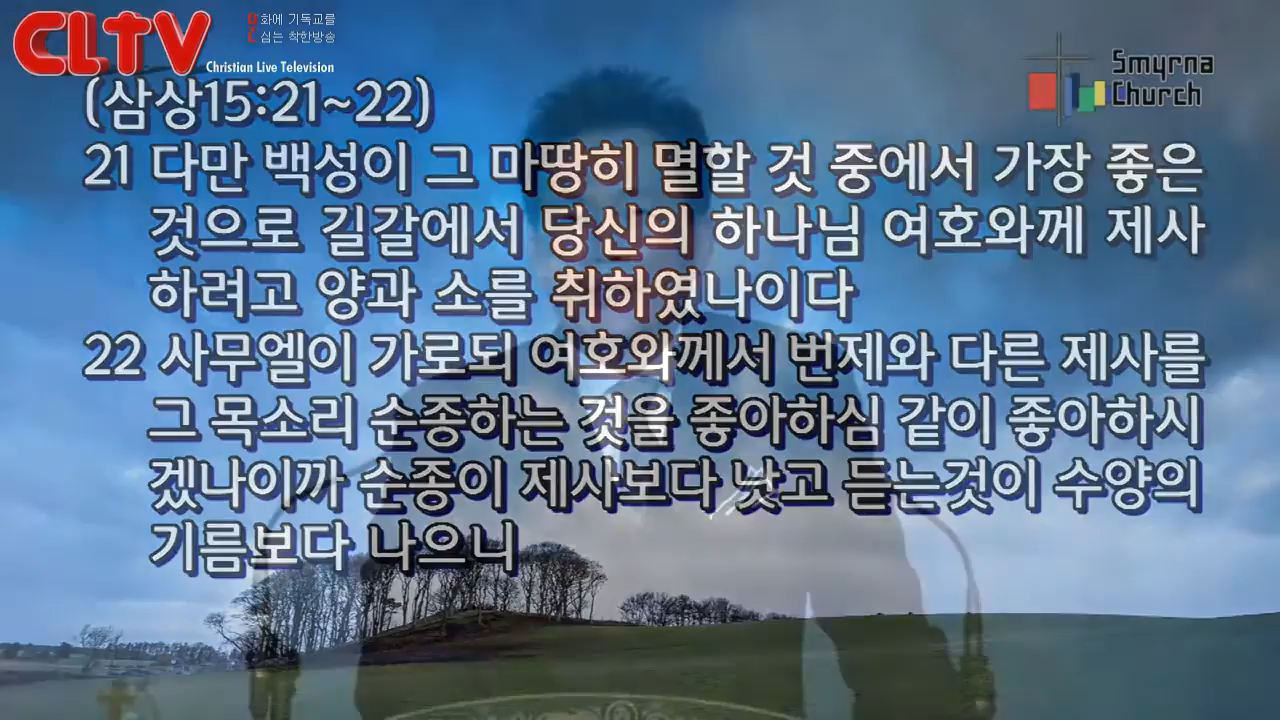 CLTV
문화에 기독교를
심는 착한방송
Christian Live Television
Smyrna
Church
(삼상15:21~22)
21 다만 백성이 그 마땅히 멸할 것 중에서 가장 좋은
것으로 길갈에서 당신의 하나님 여호와께 제사
하려고 양과 소를 취하였나이다
22 사무엘이 가로되 여호와께서 번제와 다른 제사를
그 목소리 순종하는 것을 좋아하심 같이 좋아하시
겠나이까 순종이 제사보다 낫고 듣는것이 수양의
기름보다 나으니